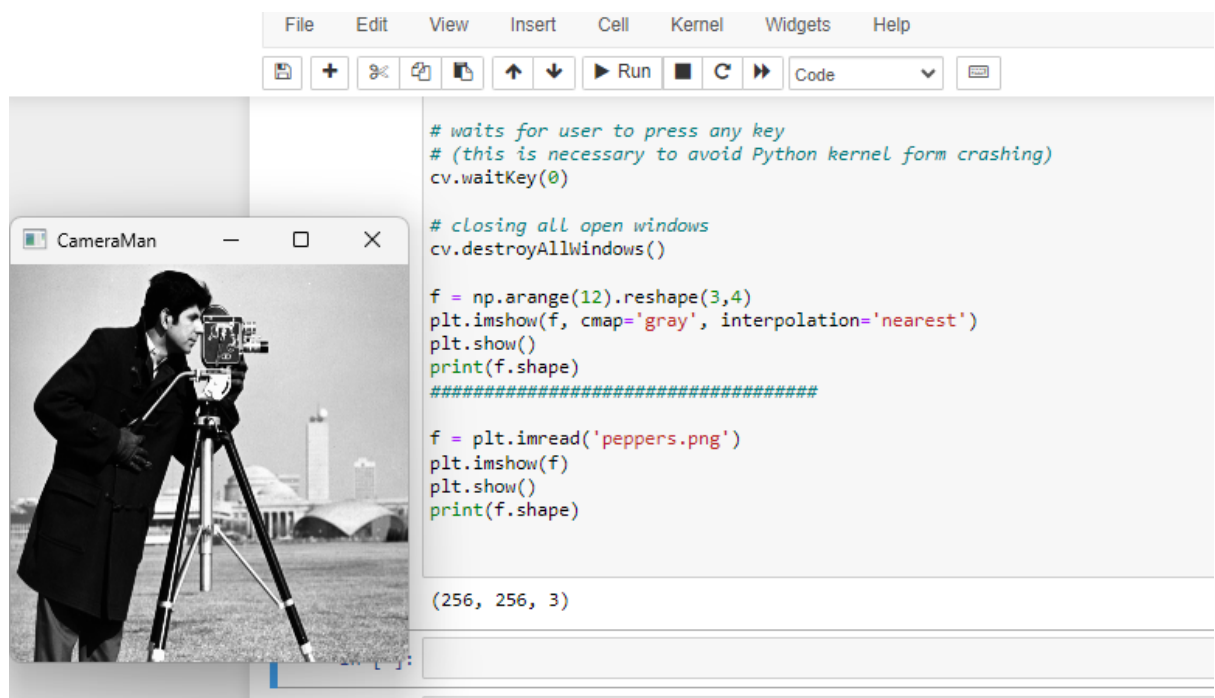 File Edit View Insert Cell Kernel Widgets Help
Run Code
# waits for user to press any key
# (this is necessary to avoid Python kernel form crashing)
cv.waitKey(0)
# closing all open windows
cv.destroyAllWindows()
f = np.arange(12).reshape(3,4)
plt.imshow(f, cmap='gray', interpolation='nearest')
plt.show()
print(f.shape)
####################################
f = plt.imread('peppers.png')
plt.imshow(f)
plt.show()
print(f.shape)
CameraMan
(256, 256, 3)